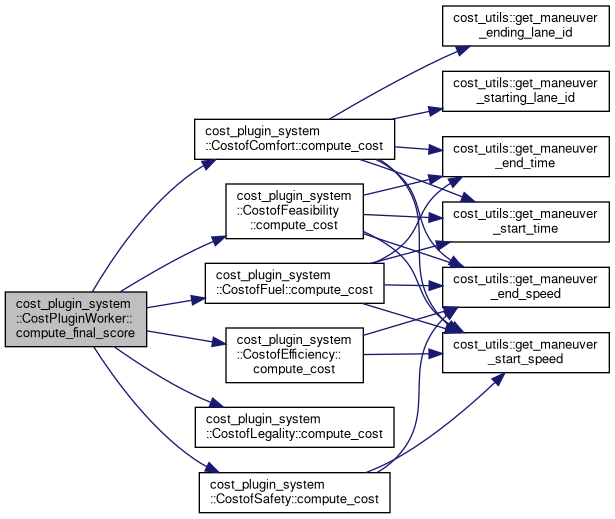 cost_plugin_system
::CostPluginWorker::
compute_final_score
cost_plugin_system
::CostofComfort::compute_cost
cost_plugin_system
::CostofFeasibility
::compute_cost
cost_plugin_system
::CostofFuel::compute_cost
cost_plugin_system
::CostofEfficiency::
compute_cost
cost_plugin_system
::CostofLegality::compute_cost
cost_plugin_system
::CostofSafety::compute_cost
cost_utils::get_maneuver
_ending_lane_id
cost_utils::get_maneuver
_starting_lane_id
cost_utils::get_maneuver
_end_time
cost_utils::get_maneuver
_start_time
cost_utils::get_maneuver
_end_speed
cost_utils::get_maneuver
_start_speed